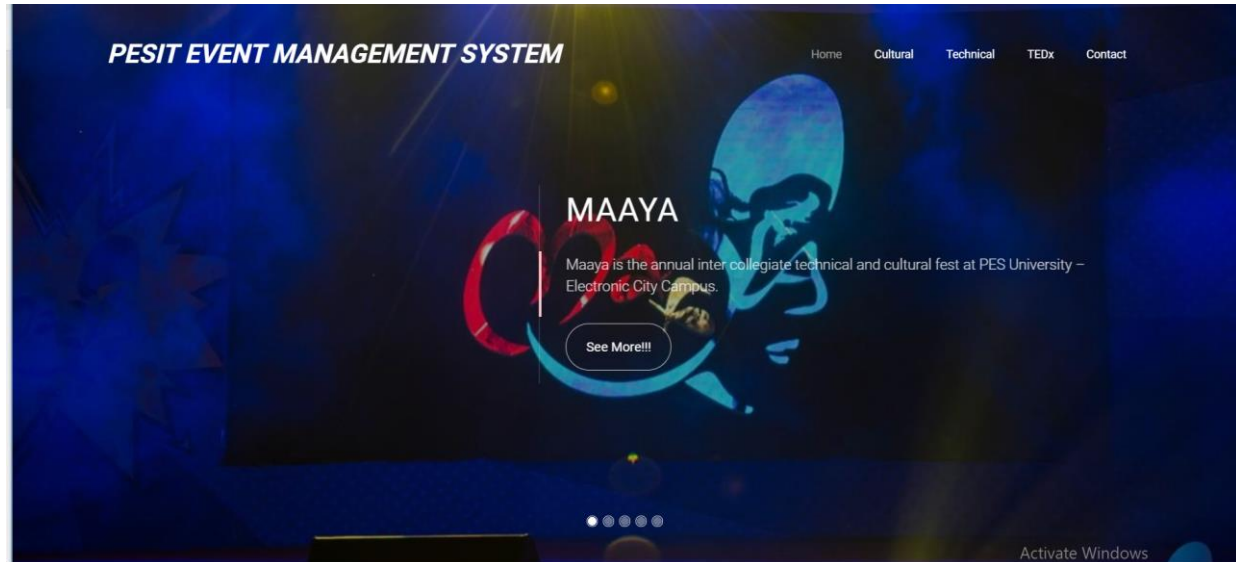 PESIT EVENT MANAGEMENT SYSTEM
Home Cultural Technical TEDx Contact
MAAYA
Maaya is the annual inter collegiate technical and cultural fest at PES University –
Electronic City Campus.
See More!!!
Activate Windows